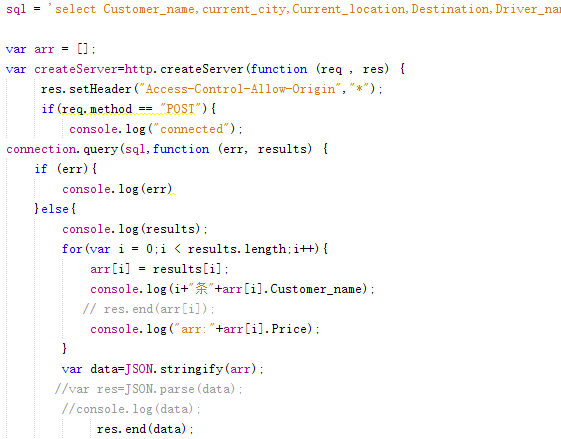 sql = 'select Customer_name,current_city,Current_location,Destination,Driver_nam
var arr = [];
var createServer=http.createServer(function (req , res) {
res.setHeader("Access-Control-Allow-Origin","*");
if(req.method == "POST"){
console.log("connected");
connection.query(sql,function (err, results) {
if (err){
console.log(err)
}else{
console.log(results);
for(var i = 0;i < results.length;i++){
arr[i] = results[i];
console.log(i+"条"+arr[i].Customer_name);
// res.end(arr[i]);
console.log("arr:"+arr[i].Price);
}
var data=JSON.stringify(arr);
//var res=JSON.parse(data);
//console.log(data);
res.end(data);